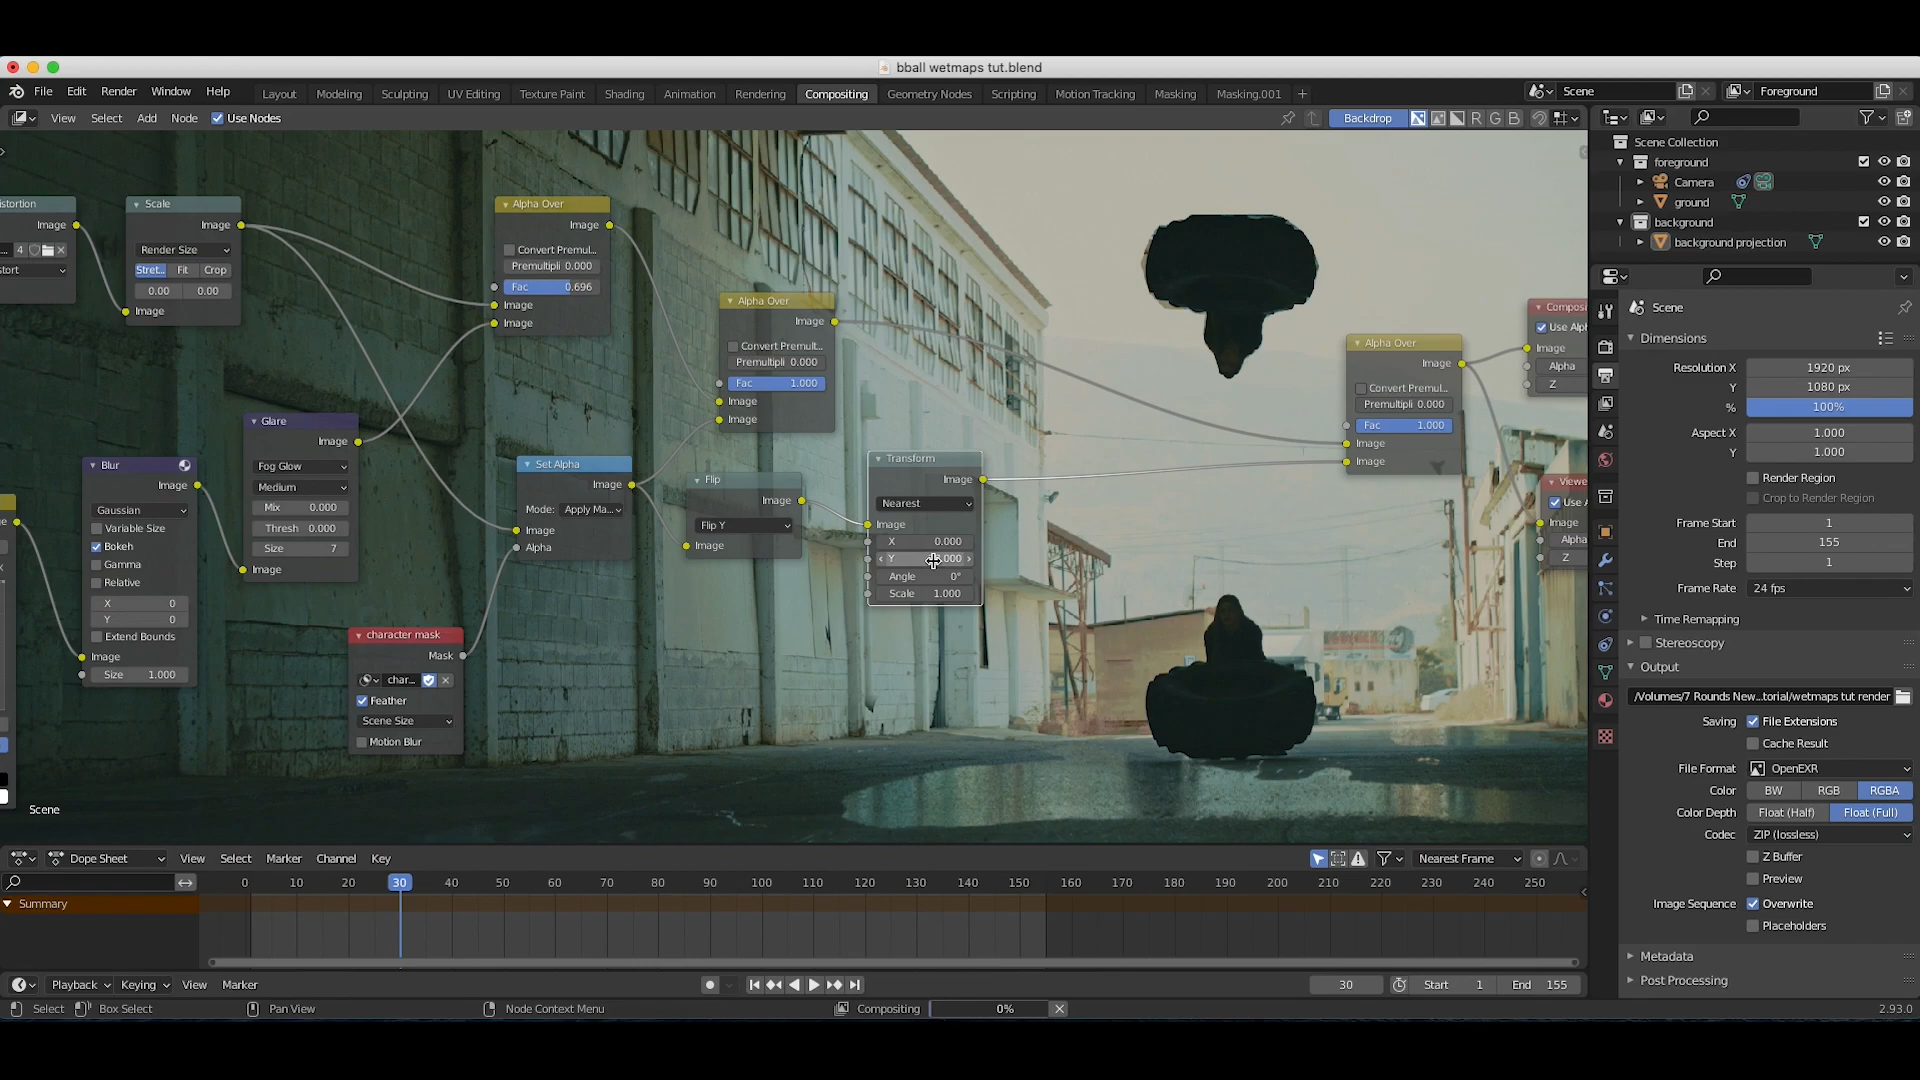 bball wetmaps tut.blend
File Edit Render Window Help Layout Modeling Sculpting UV Editing Texture Paint Shading Animation Rendering Compositing Geometry Nodes Scripting Motion Tracking Masking Masking.001 + Scene Foreground
View Select Add Node Use Nodes Backdrop R G B
Scene Collection
foreground
Camera
ground
background
background projection
istortion
Image
4
stort
Scale
Image
Render Size
Stret... Fit Crop
0.00 0.00
Image
Alpha Over
Image
Convert Premul...
Premultipli 0.000
Fac 0.696
Image
Image
Alpha Over
Image
Convert Premult...
Premultipli 0.000
Fac 1.000
Image
Image
Glare
Image
Fog Glow
Medium
Mix 0.000
Thresh 0.000
Size 7
Image
Blur
Image
Gaussian
Variable Size
Bokeh
Gamma
Relative
X 0
Y 0
Extend Bounds
Image
Size 1.000
Set Alpha
Image
Mode: Apply Ma...
Image
Alpha
character mask
Mask
char...
Feather
Scene Size
Motion Blur
Flip
Image
Flip Y
Image
Transform
Image
Nearest
Image
X 0.000
Y .000
Angle 0°
Scale 1.000
Alpha Over
Image
Convert Premul...
Premultipli 0.000
Fac 1.000
Image
Image
Compos
Use Alph
Image
Alpha
Z
Viewe
Use A
Image
Alpha
Z
Scene
Scene
Dimensions
Resolution X 1920 px
Y 1080 px
% 100%
Aspect X 1.000
Y 1.000
Render Region
Crop to Render Region
Frame Start 1
End 155
Step 1
Frame Rate 24 fps
Time Remapping
Stereoscopy
Output
/Volumes/7 Rounds New...torial/wetmaps tut render
Saving File Extensions
Cache Result
File Format OpenEXR
Color BW RGB RGBA
Color Depth Float (Half) Float (Full)
Codec ZIP (lossless)
Z Buffer
Preview
Image Sequence Overwrite
Placeholders
Metadata
Post Processing
Dope Sheet View Select Marker Channel Key Nearest Frame
0 10 20 30 40 50 60 70 80 90 100 110 120 130 140 150 160 170 180 190 200 210 220 230 240 250
Summary
Playback Keying View Marker 30 Start 1 End 155
Select Box Select Pan View Node Context Menu Compositing 0% 2.93.0